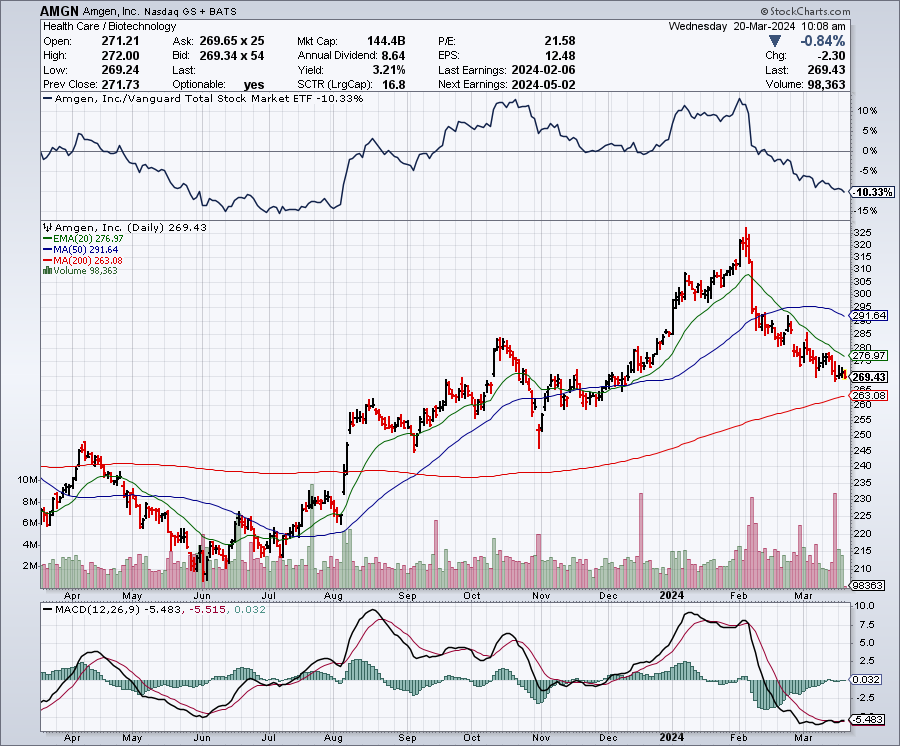 AMGN Amgen, Inc. Nasdaq GS + BATS
© StockCharts.com
Health Care / Biotechnology
Wednesday 20-Mar-2024 10:08 am
Open: 271.21 Ask: 269.65 x 25 Mkt Cap: 144.4B P/E: 21.58 ▼ -0.84%
High: 272.00 Bid: 269.34 x 54 Annual Dividend: 8.64 EPS: 12.48 Chg: -2.30
Low: 269.24 Last: Yield: 3.21% Last Earnings: 2024-02-06 Last: 269.43
Prev Close: 271.73 Optionable: yes SCTR (LrgCap): 16.8 Next Earnings: 2024-05-02 Volume: 98,363
Amgen, Inc./Vanguard Total Stock Market ETF -10.33%
10%
5%
0%
-5%
-10.33%
-15%
Amgen, Inc. (Daily) 269.43
EMA(20) 276.97
MA(50) 291.64
MA(200) 263.08
Volume 98,363
325
320
315
310
305
300
295
291.64
285
280
276.97
275
269.43
263.08
260
255
250
245
240
235
230
225
220
215
210
98363
10M
8M
6M
4M
2M
Apr May Jun Jul Aug Sep Oct Nov Dec 2024 Feb Mar
MACD(12,26,9) -5.483, -5.515, 0.032
10.0
7.5
5.0
2.5
0.032
-2.5
-5.483
Apr May Jun Jul Aug Sep Oct Nov Dec 2024 Feb Mar